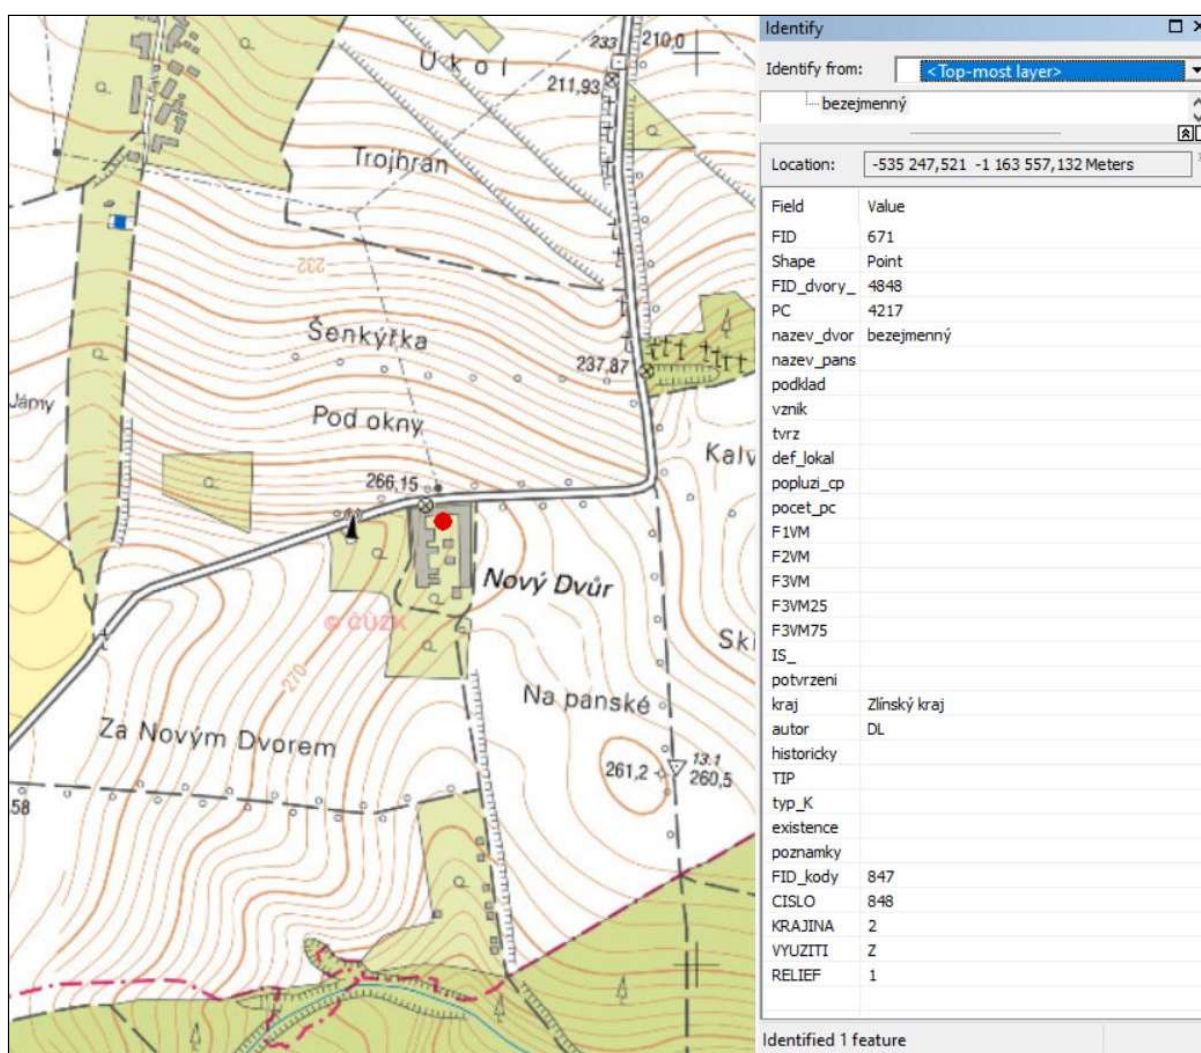 233 210,0
Úkol
211,93
Trojhran
232
Šenkýřka
237,87
Jámy
Pod okny
Kalv
266,15
Nový Dvůr
© ČÚZK
Ski
270
Na panské
Za Novým Dvorem
13.1
261,2 260,5
58
Identify
Identify from: <Top-most layer>
bezejmenný
Location: -535 247,521 -1 163 557,132 Meters
Field Value
FID 671
Shape Point
FID_dvory_ 4848
PC 4217
nazev_dvor bezejmenný
nazev_pans
podklad
vznik
tvrz
def_lokal
popluzi_cp
pocet_pc
F1VM
F2VM
F3VM
F3VM25
F3VM75
IS_
potvrzeni
kraj Zlínský kraj
autor DL
historicky
TIP
typ_K
existence
poznamky
FID_kody 847
CISLO 848
KRAJINA 2
VYUZITI Z
RELIEF 1
Identified 1 feature